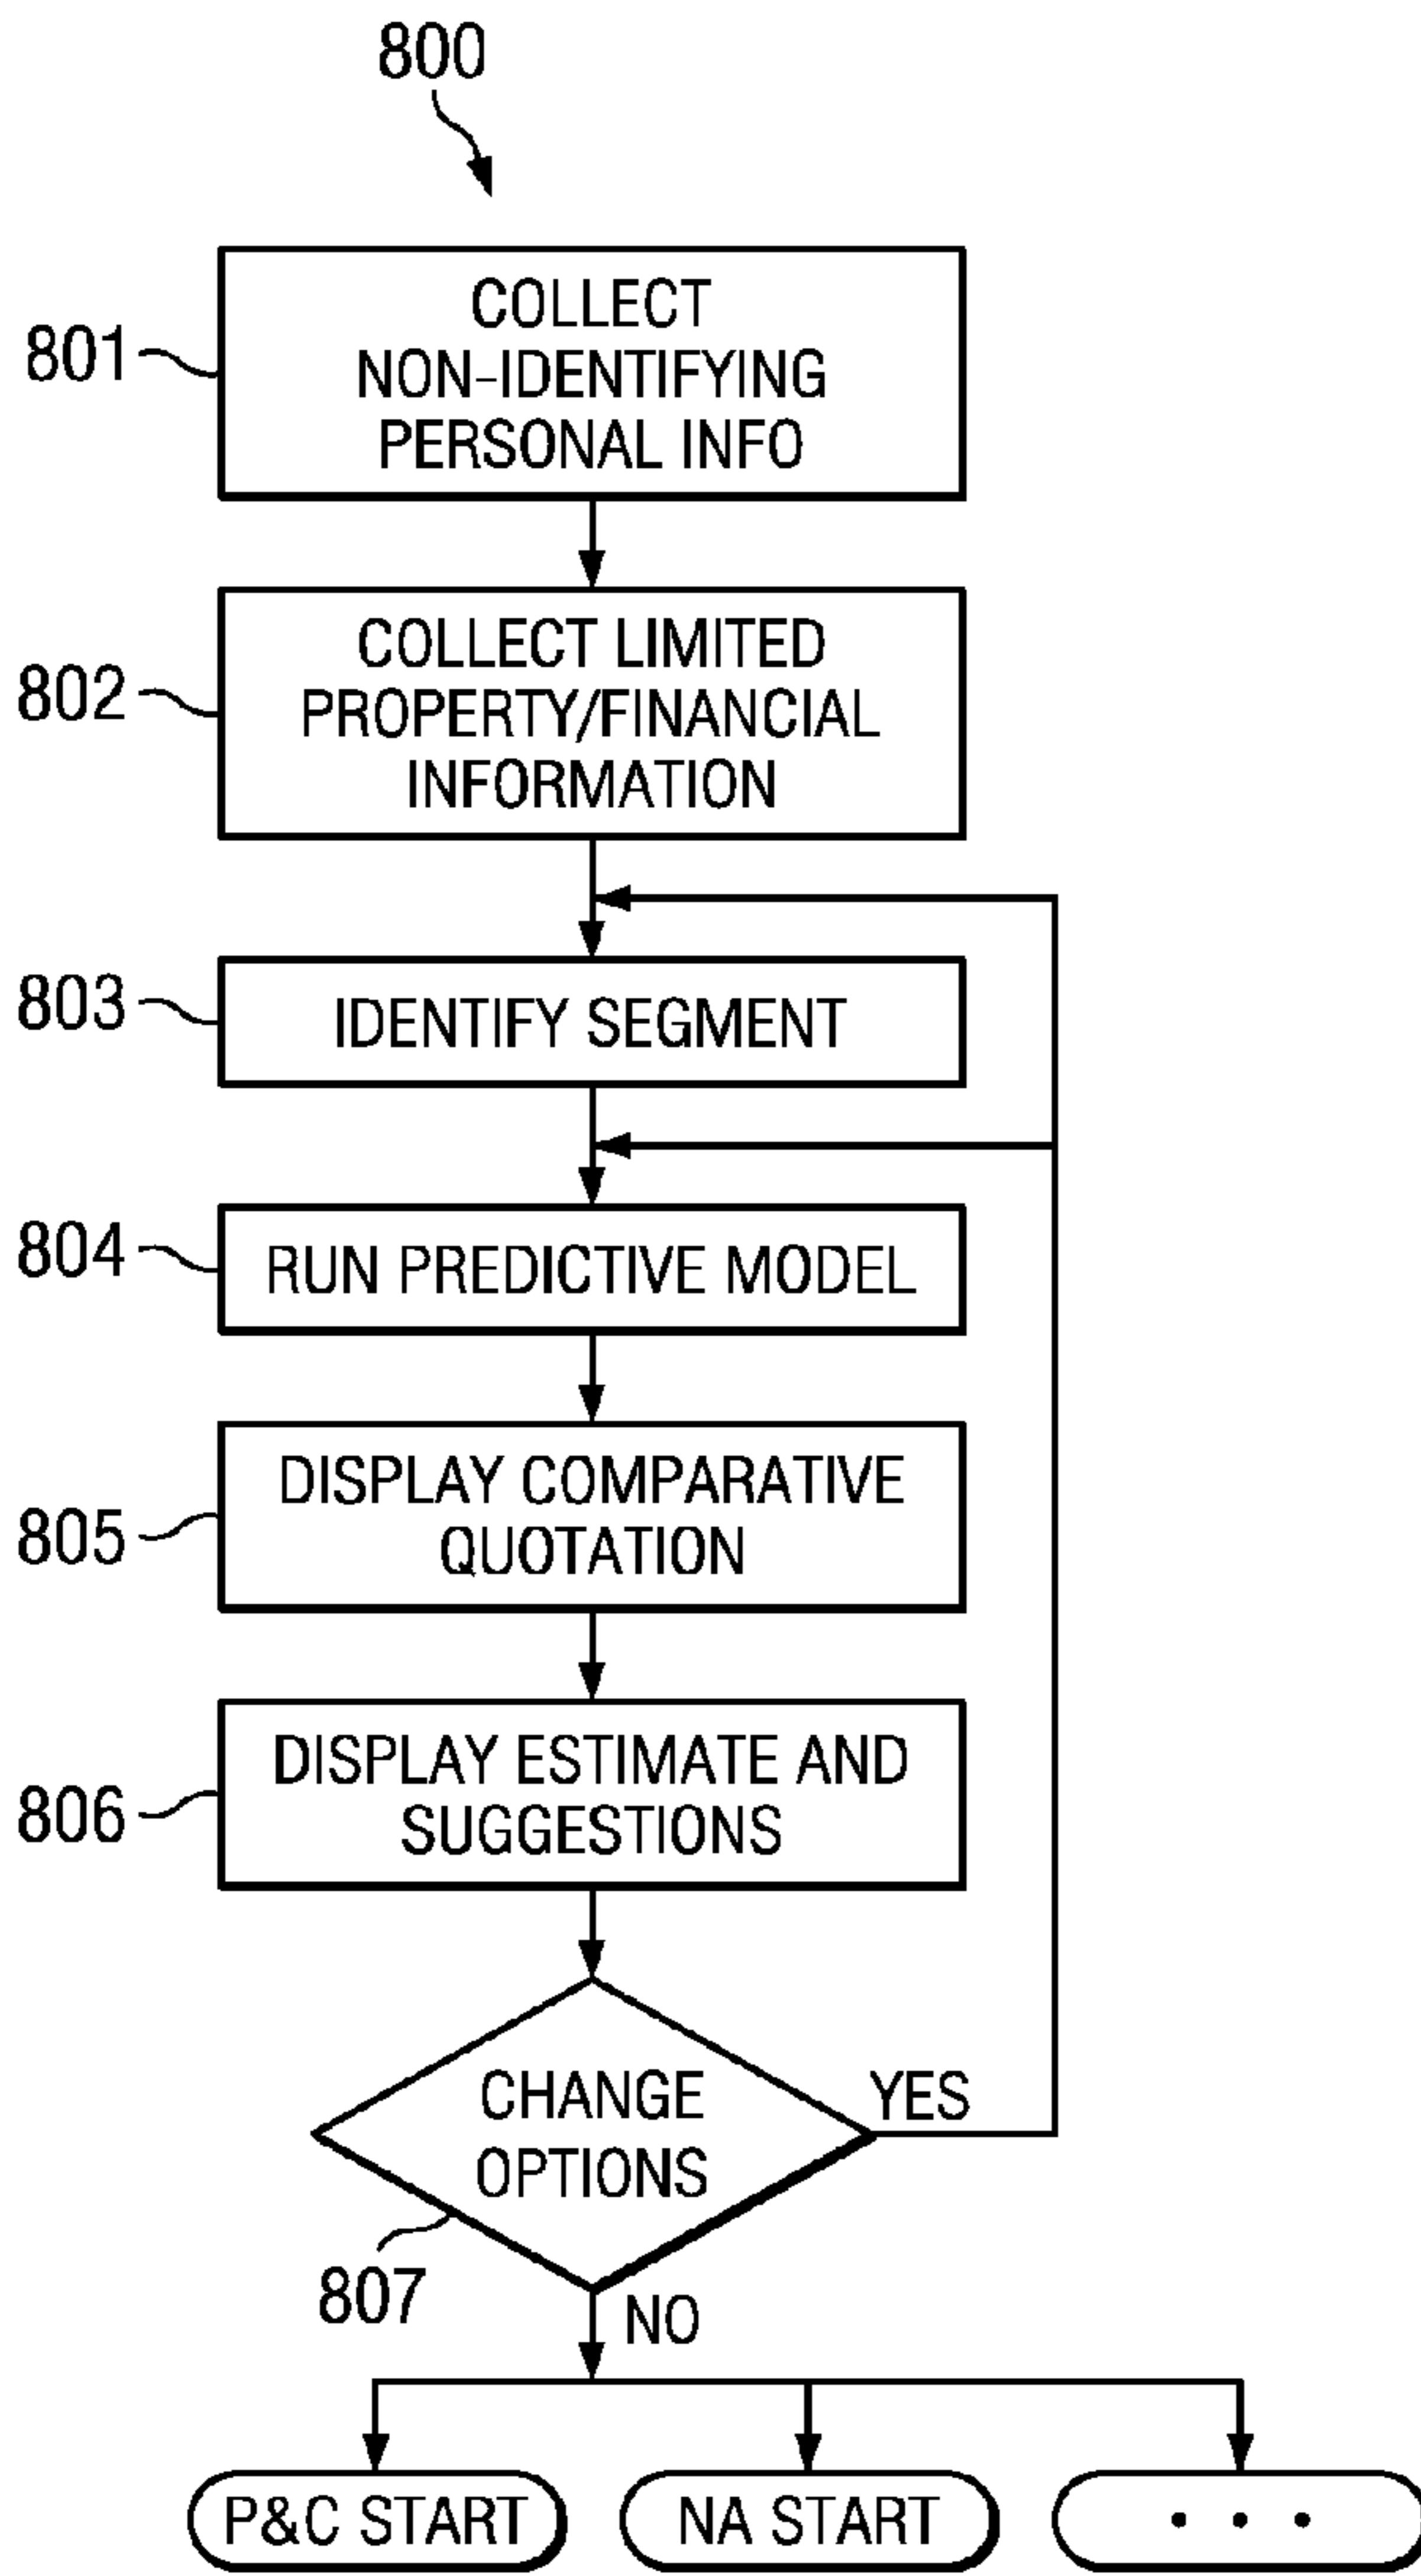 800
801
COLLECT
NON-IDENTIFYING
PERSONAL INFO
802
COLLECT LIMITED
PROPERTY/FINANCIAL
INFORMATION
803
IDENTIFY SEGMENT
804
RUN PREDICTIVE MODEL
805
DISPLAY COMPARATIVE
QUOTATION
806
DISPLAY ESTIMATE AND
SUGGESTIONS
CHANGE
OPTIONS
YES
807
NO
P&C START
NA START
• • •